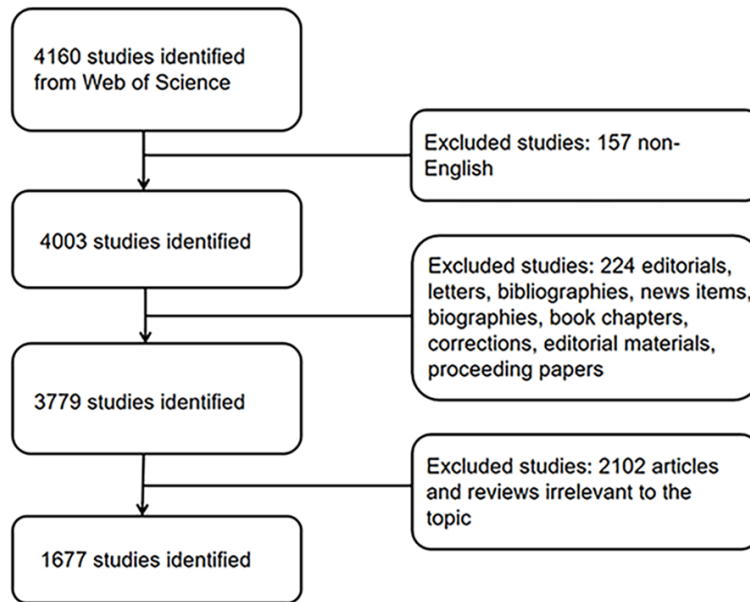 4160 studies identified
from Web of Science
Excluded studies: 157 non-
English
4003 studies identified
Excluded studies: 224 editorials,
letters, bibliographies, news items,
biographies, book chapters,
corrections, editorial materials,
proceeding papers
3779 studies identified
Excluded studies: 2102 articles
and reviews irrelevant to the
topic
1677 studies identified